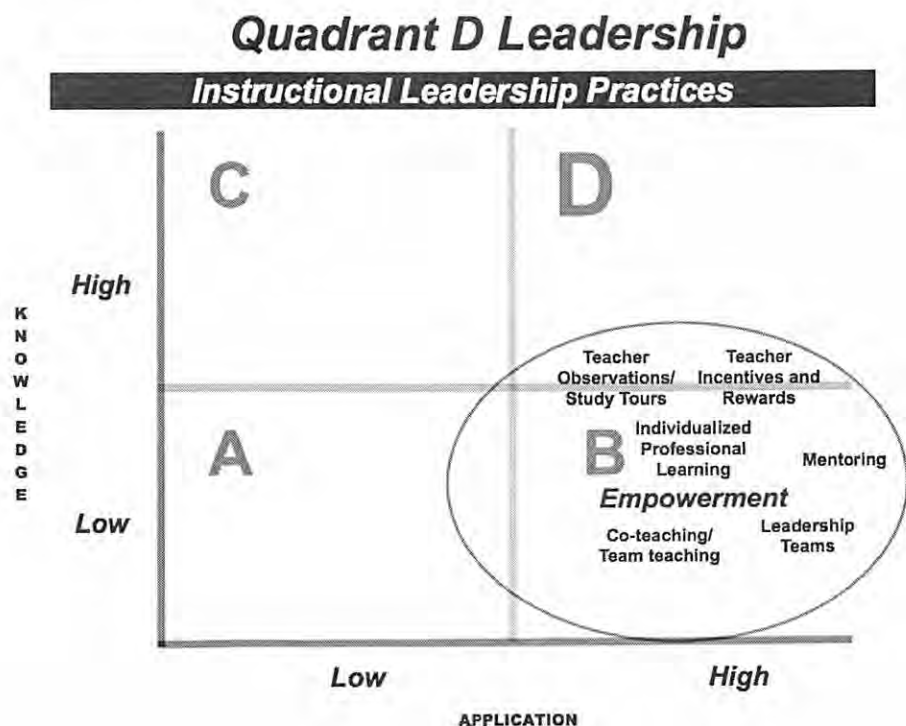 Quadrant D Leadership
Instructional Leadership Practices
C
D
High
KNOWLEDGE
Teacher
Observations/
Study Tours
Teacher
Incentives and
Rewards
A
B
Individualized
Professional
Learning
Mentoring
Empowerment
Low
Co-teaching/
Team teaching
Leadership
Teams
Low
High
APPLICATION